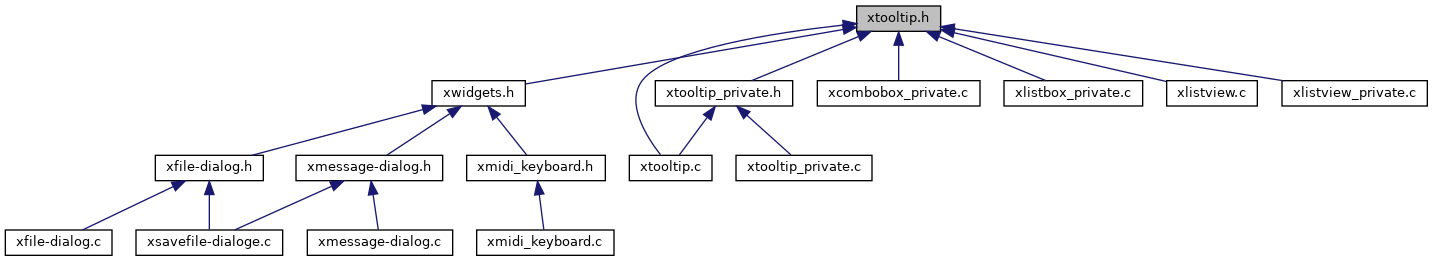 xtooltip.h
xwidgets.h
xtooltip_private.h
xcombobox_private.c
xlistbox_private.c
xlistview.c
xlistview_private.c
xfile-dialog.h
xmessage-dialog.h
xmidi_keyboard.h
xtooltip.c
xtooltip_private.c
xfile-dialog.c
xsavefile-dialoge.c
xmessage-dialog.c
xmidi_keyboard.c